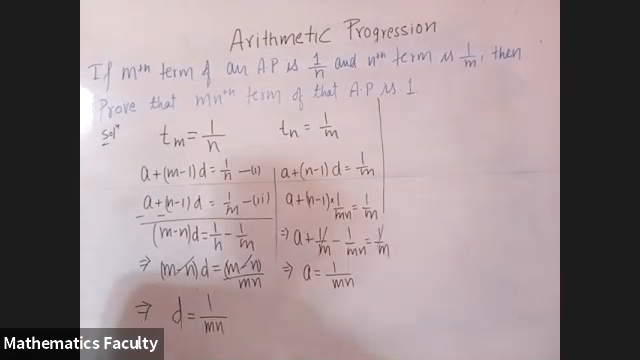 Arithmetic Progression
If mth term of an A.P is 1/n and nth term is 1/m, then
Prove that mnth term of that A.P is 1
Solⁿ
tm = 1/n
a+(m-1)d = 1/n —(i)
a+(n-1)d = 1/m —(ii)
(m-n)d = 1/n - 1/m
⇒ (m-n)d = (m-n)/mn
⇒ d = 1/mn
tn = 1/m
a+(n-1)d = 1/m
a+(n-1)×1/mn = 1/m
⇒ a + 1/m - 1/mn = 1/m
⇒ a = 1/mn
Mathematics Faculty